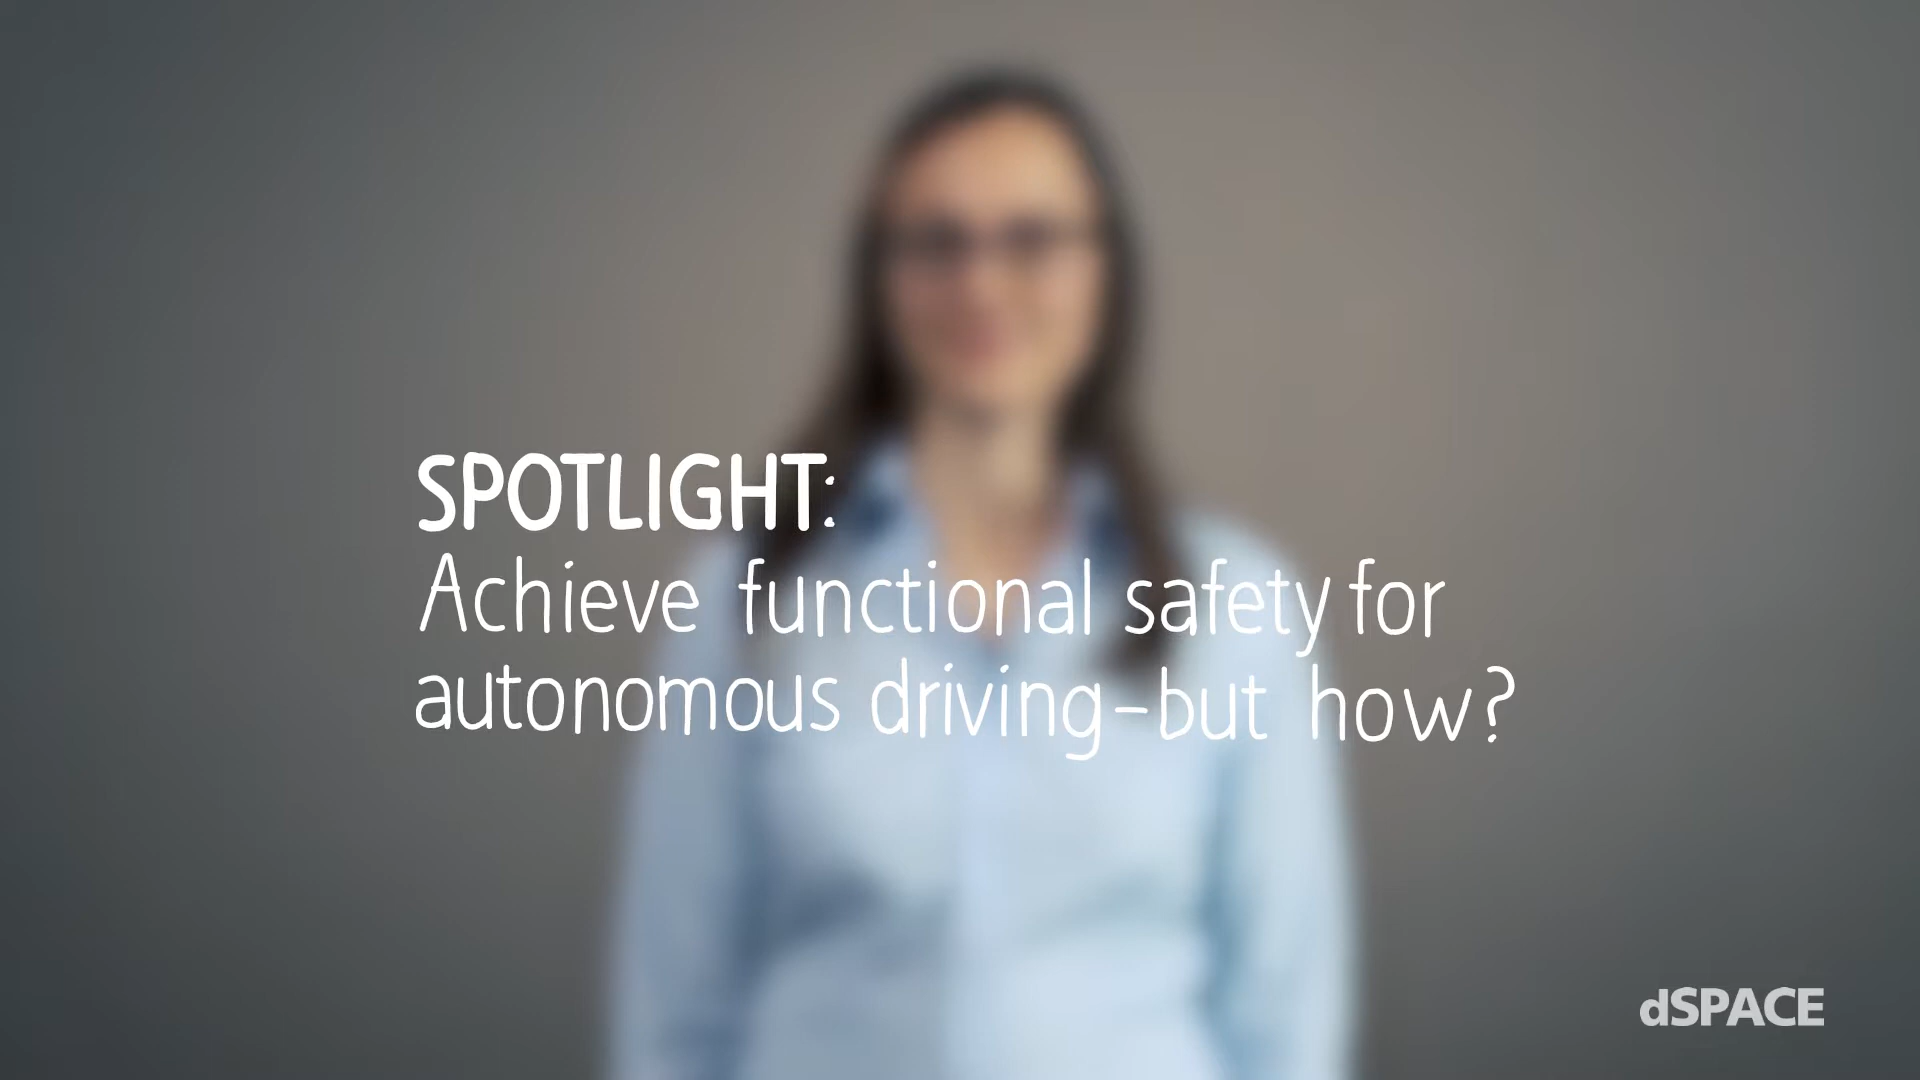 SPOTLIGHT:
Achieve functional safety for
autonomous driving-but how?
dSPACE